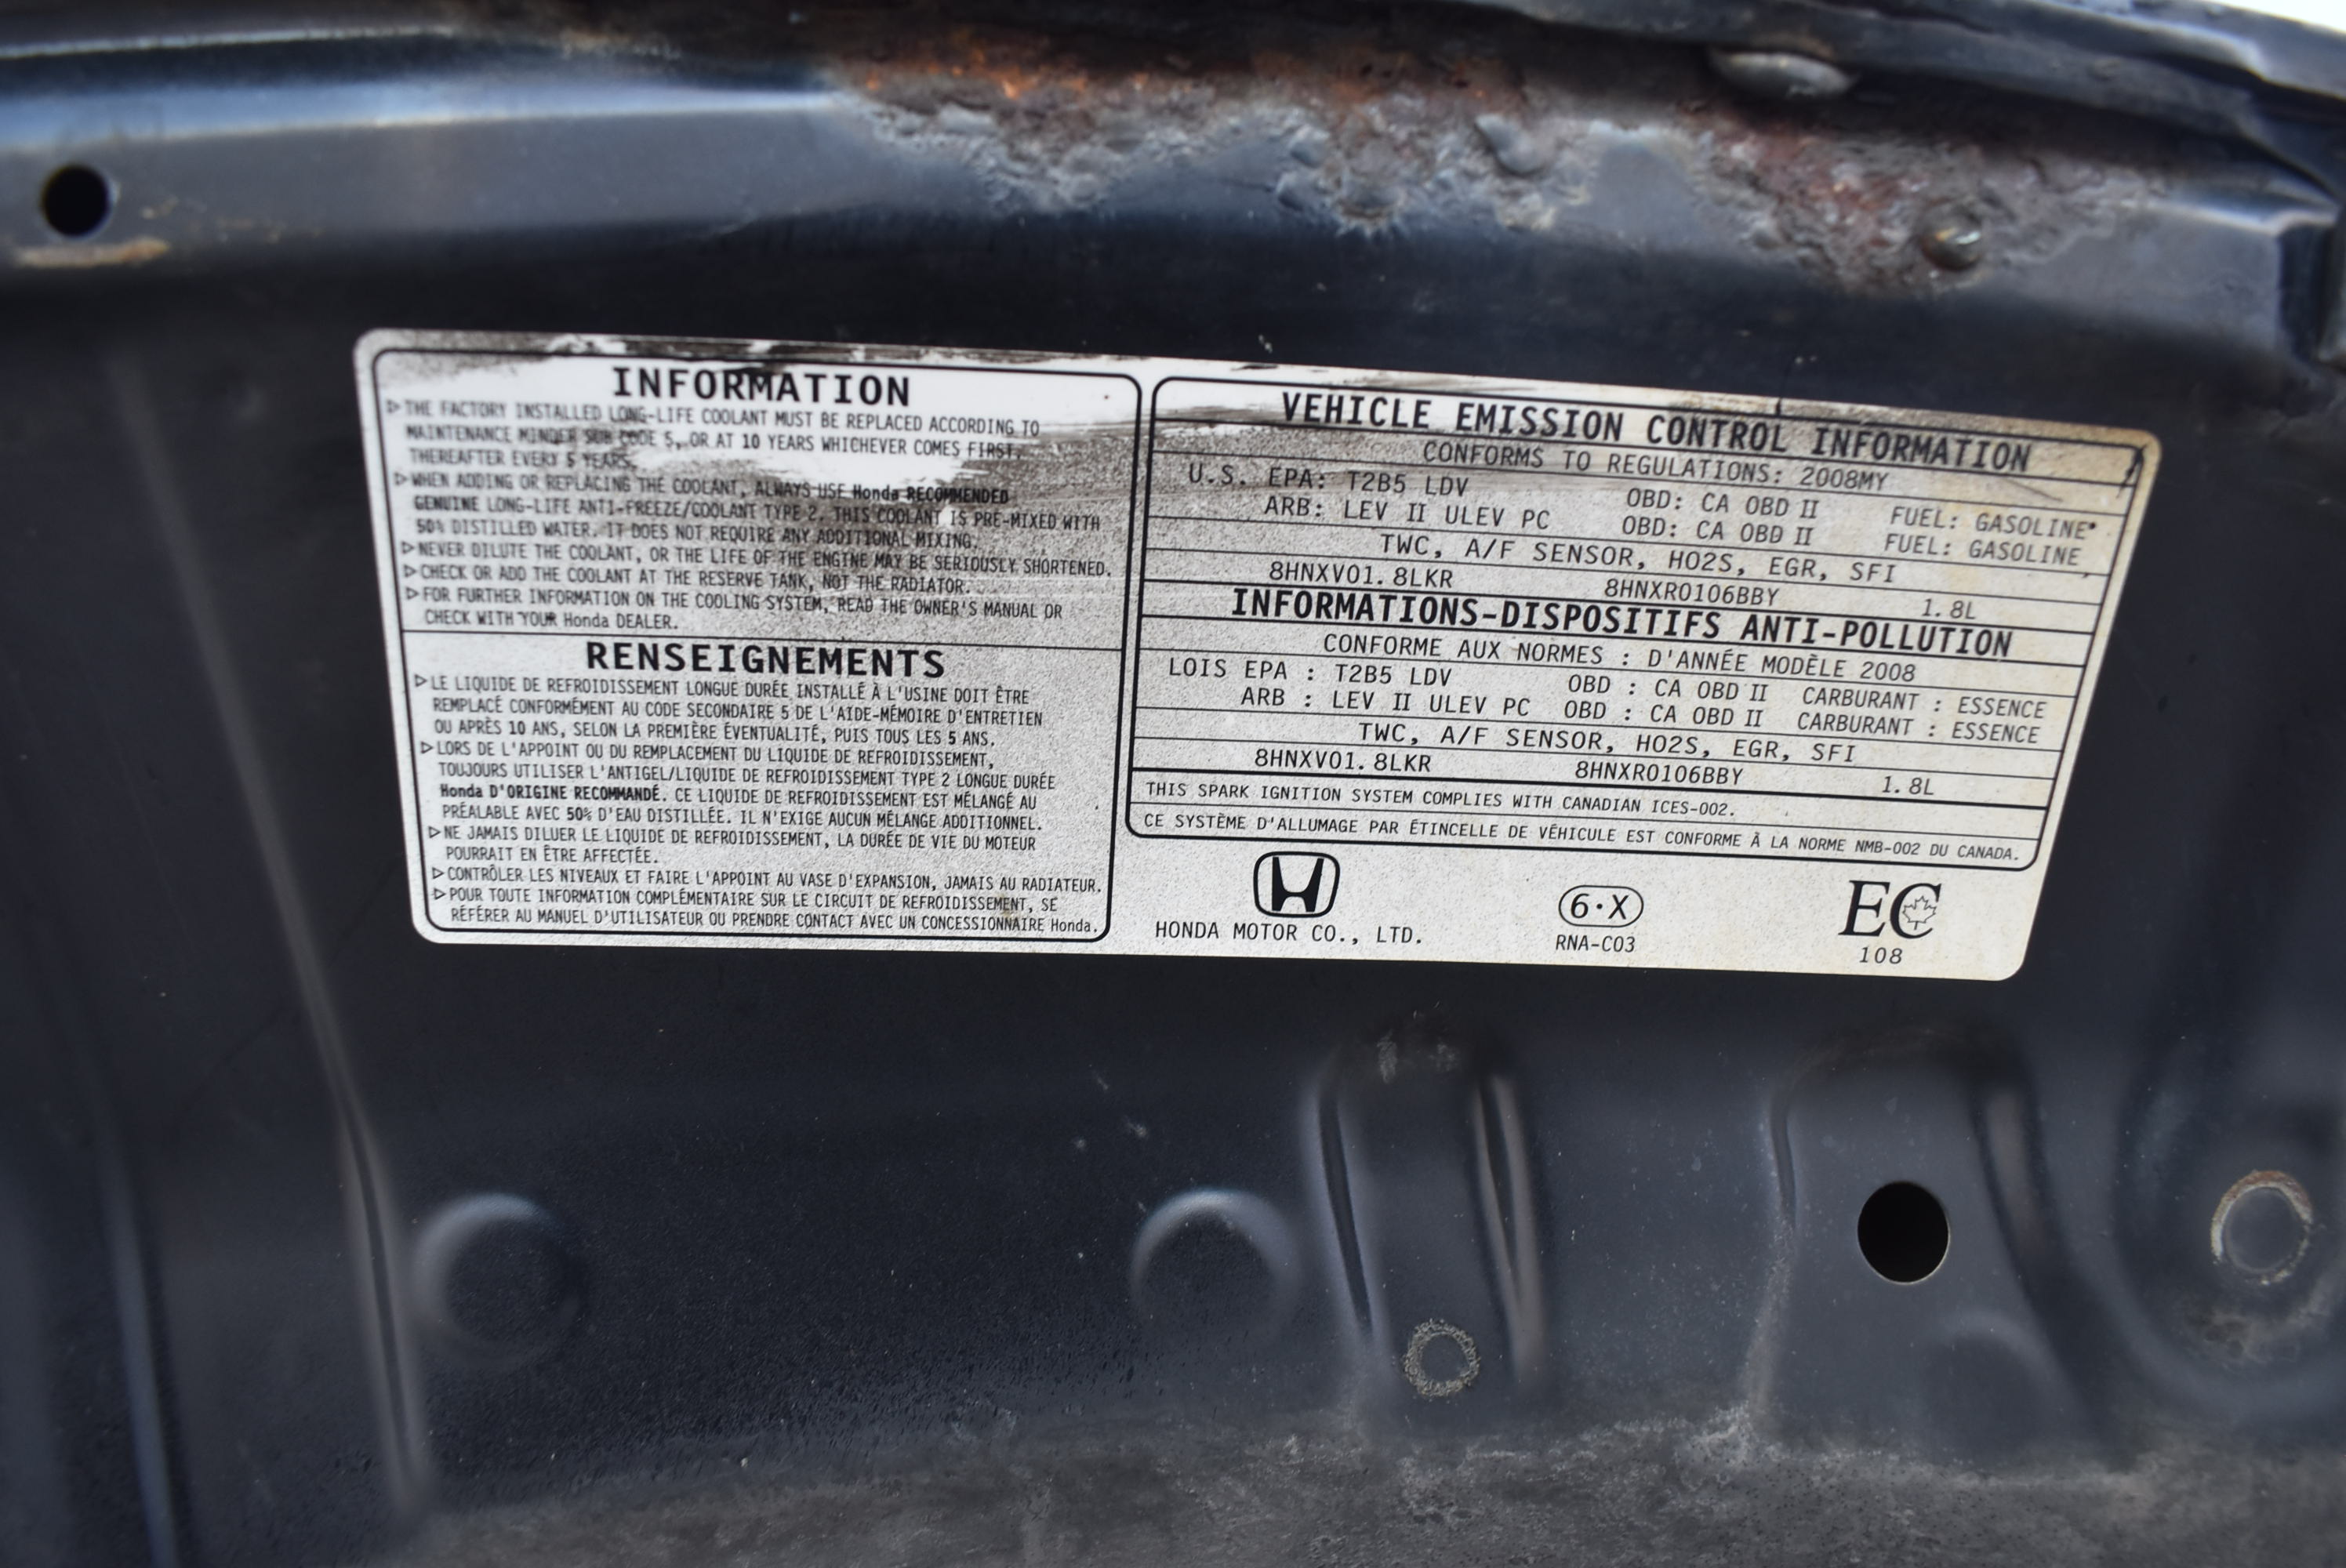 INFORMATION
▷THE FACTORY INSTALLED LONG-LIFE COOLANT MUST BE REPLACED ACCORDING TO
MAINTENANCE MINDER SUB CODE 5, OR AT 10 YEARS WHICHEVER COMES FIRST,
THEREAFTER EVERY 5 YEARS.
▷WHEN ADDING OR REPLACING THE COOLANT, ALWAYS USE Honda RECOMMENDED
GENUINE LONG-LIFE ANTI-FREEZE/COOLANT TYPE 2. THIS COOLANT IS PRE-MIXED WITH
50% DISTILLED WATER. IT DOES NOT REQUIRE ANY ADDITIONAL MIXING.
▷NEVER DILUTE THE COOLANT, OR THE LIFE OF THE ENGINE MAY BE SERIOUSLY SHORTENED.
▷CHECK OR ADD THE COOLANT AT THE RESERVE TANK, NOT THE RADIATOR.
▷FOR FURTHER INFORMATION ON THE COOLING SYSTEM, READ THE OWNER'S MANUAL OR
CHECK WITH YOUR Honda DEALER.
RENSEIGNEMENTS
▷LE LIQUIDE DE REFROIDISSEMENT LONGUE DURÉE INSTALLÉ À L'USINE DOIT ÊTRE
REMPLACÉ CONFORMÉMENT AU CODE SECONDAIRE 5 DE L'AIDE-MÉMOIRE D'ENTRETIEN
OU APRÈS 10 ANS, SELON LA PREMIÈRE ÉVENTUALITÉ, PUIS TOUS LES 5 ANS.
▷LORS DE L'APPOINT OU DU REMPLACEMENT DU LIQUIDE DE REFROIDISSEMENT,
TOUJOURS UTILISER L'ANTIGEL/LIQUIDE DE REFROIDISSEMENT TYPE 2 LONGUE DURÉE
Honda D'ORIGINE RECOMMANDÉ. CE LIQUIDE DE REFROIDISSEMENT EST MÉLANGÉ AU
PRÉALABLE AVEC 50% D'EAU DISTILLÉE. IL N'EXIGE AUCUN MÉLANGE ADDITIONNEL.
▷NE JAMAIS DILUER LE LIQUIDE DE REFROIDISSEMENT, LA DURÉE DE VIE DU MOTEUR
POURRAIT EN ÊTRE AFFECTÉE.
▷CONTRÔLER LES NIVEAUX ET FAIRE L'APPOINT AU VASE D'EXPANSION, JAMAIS AU RADIATEUR.
▷POUR TOUTE INFORMATION COMPLÉMENTAIRE SUR LE CIRCUIT DE REFROIDISSEMENT, SE
RÉFÉRER AU MANUEL D'UTILISATEUR OU PRENDRE CONTACT AVEC UN CONCESSIONNAIRE Honda.
VEHICLE EMISSION CONTROL INFORMATION
CONFORMS TO REGULATIONS: 2008MY
U.S. EPA: T2B5 LDV OBD: CA OBD II FUEL: GASOLINE
ARB: LEV II ULEV PC OBD: CA OBD II FUEL: GASOLINE
TWC, A/F SENSOR, HO2S, EGR, SFI
8HNXV01.8LKR 8HNXR0106BBY 1.8L
INFORMATIONS-DISPOSITIFS ANTI-POLLUTION
CONFORME AUX NORMES : D'ANNÉE MODÈLE 2008
LOIS EPA : T2B5 LDV OBD : CA OBD II CARBURANT : ESSENCE
ARB : LEV II ULEV PC OBD : CA OBD II CARBURANT : ESSENCE
TWC, A/F SENSOR, HO2S, EGR, SFI
8HNXV01.8LKR 8HNXR0106BBY 1.8L
THIS SPARK IGNITION SYSTEM COMPLIES WITH CANADIAN ICES-002.
CE SYSTÈME D'ALLUMAGE PAR ÉTINCELLE DE VÉHICULE EST CONFORME À LA NORME NMB-002 DU CANADA.
HONDA MOTOR CO., LTD.
6·X
RNA-C03
EC
108